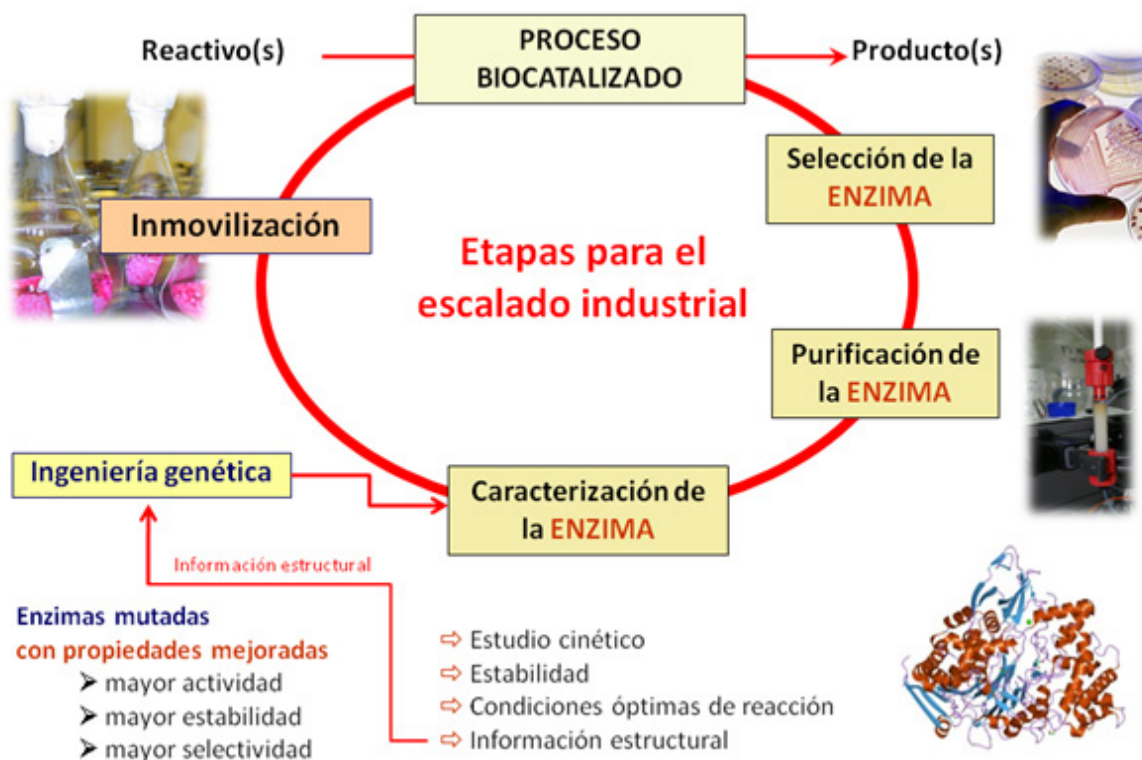 Reactivo(s)
PROCESO
BIOCATALIZADO
Producto(s)
Selección de la
ENZIMA
Inmovilización
Etapas para el
escalado industrial
Purificación de
la ENZIMA
Ingeniería genética
Caracterización de
la ENZIMA
Información estructural
Enzimas mutadas
con propiedades mejoradas
➢ mayor actividad
➢ mayor estabilidad
➢ mayor selectividad
⇨ Estudio cinético
⇨ Estabilidad
⇨ Condiciones óptimas de reacción
⇨ Información estructural